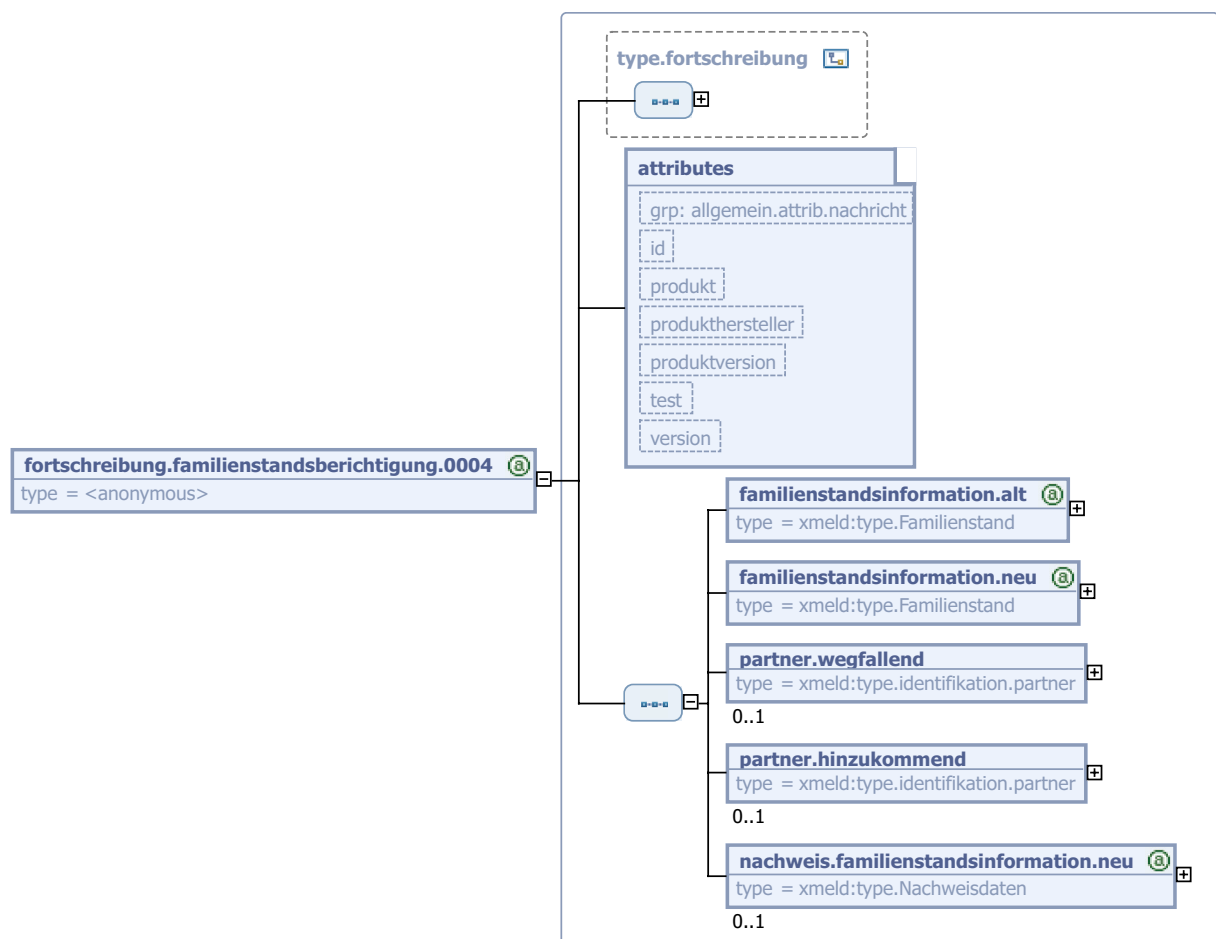 type.fortschreibung
attributes
grp: allgemein.attrib.nachricht
id
produkt
produkthersteller
produktversion
test
version
fortschreibung.familienstandsberichtigung.0004
type = <anonymous>
familienstandsinformation.alt
type = xmeld:type.Familienstand
familienstandsinformation.neu
type = xmeld:type.Familienstand
partner.wegfallend
type = xmeld:type.identifikation.partner
0..1
partner.hinzukommend
type = xmeld:type.identifikation.partner
0..1
nachweis.familienstandsinformation.neu
type = xmeld:type.Nachweisdaten
0..1